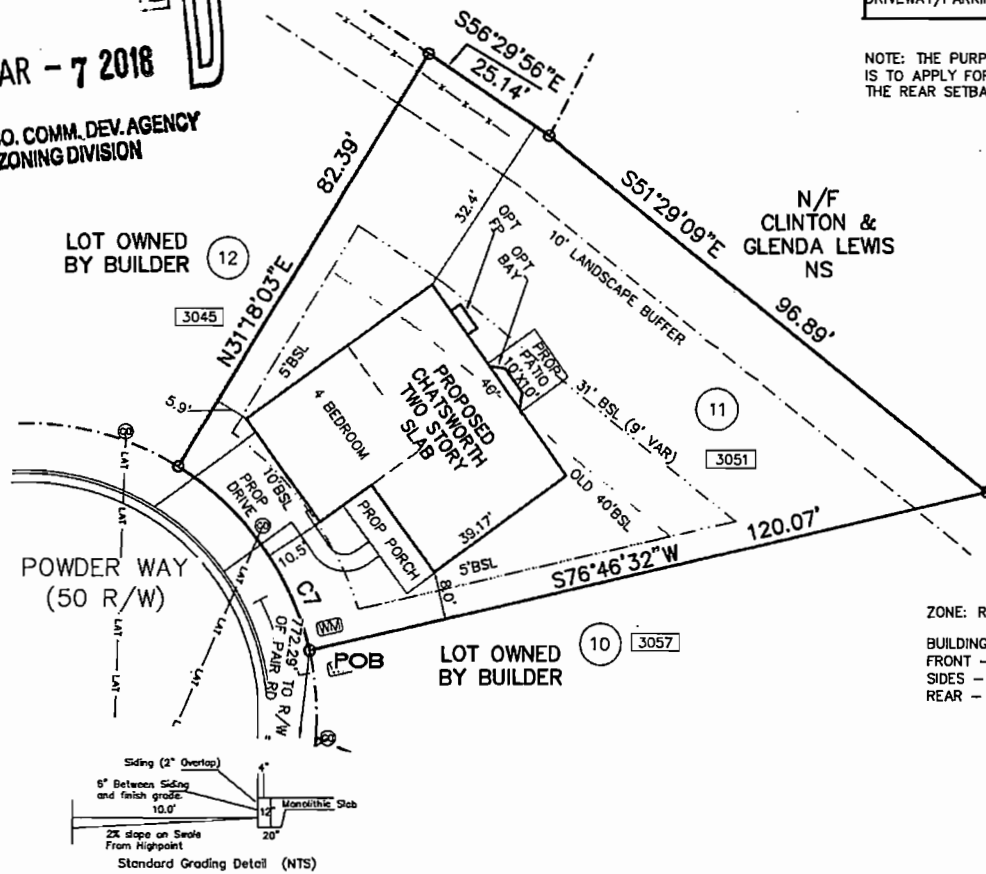 D
AR - 7 2018
O. COMM. DEV. AGENCY
ZONING DIVISION
DRIVEWAY/PARKIN
NOTE: THE PURP
IS TO APPLY FOR
THE REAR SETBA
S56°29'56"E
25.14'
82.39'
N31°18'03"E
S51°29'09"E
96.89'
N/F
CLINTON &
GLENDA LEWIS
NS
LOT OWNED
BY BUILDER
12
3045
32.4'
OPT
FP
OPT
BAY
10' LANDSCAPE BUFFER
5'BSL
5.9'
PROP
PATIO
10'X10'
31' BSL (9' VAR)
11
3051
4 BEDROOM
PROPOSED
CHATSWORTH
TWO STORY
SLAB
46'
OLD 40'BSL
10'BSL
PROP
DRIVE
PROP PORCH
39.17'
10.5'
5'BSL
8.0'
120.07'
S76°46'32"W
LAT
LAT
LAT
LAT
LAT
LAT
L
POWDER WAY
(50 R/W)
C7
WM
POB
772.29' TO R/W
OF PAIR RD
LOT OWNED
BY BUILDER
10
3057
ZONE: R
BUILDING
FRONT -
SIDES -
REAR -
Siding (2" Overlap)
4"
6" Between Siding
and finish grade.
10.0'
12"
Monolithic Slab
20"
2% slope on Swale
From Highpoint
Standard Grading Detail (NTS)